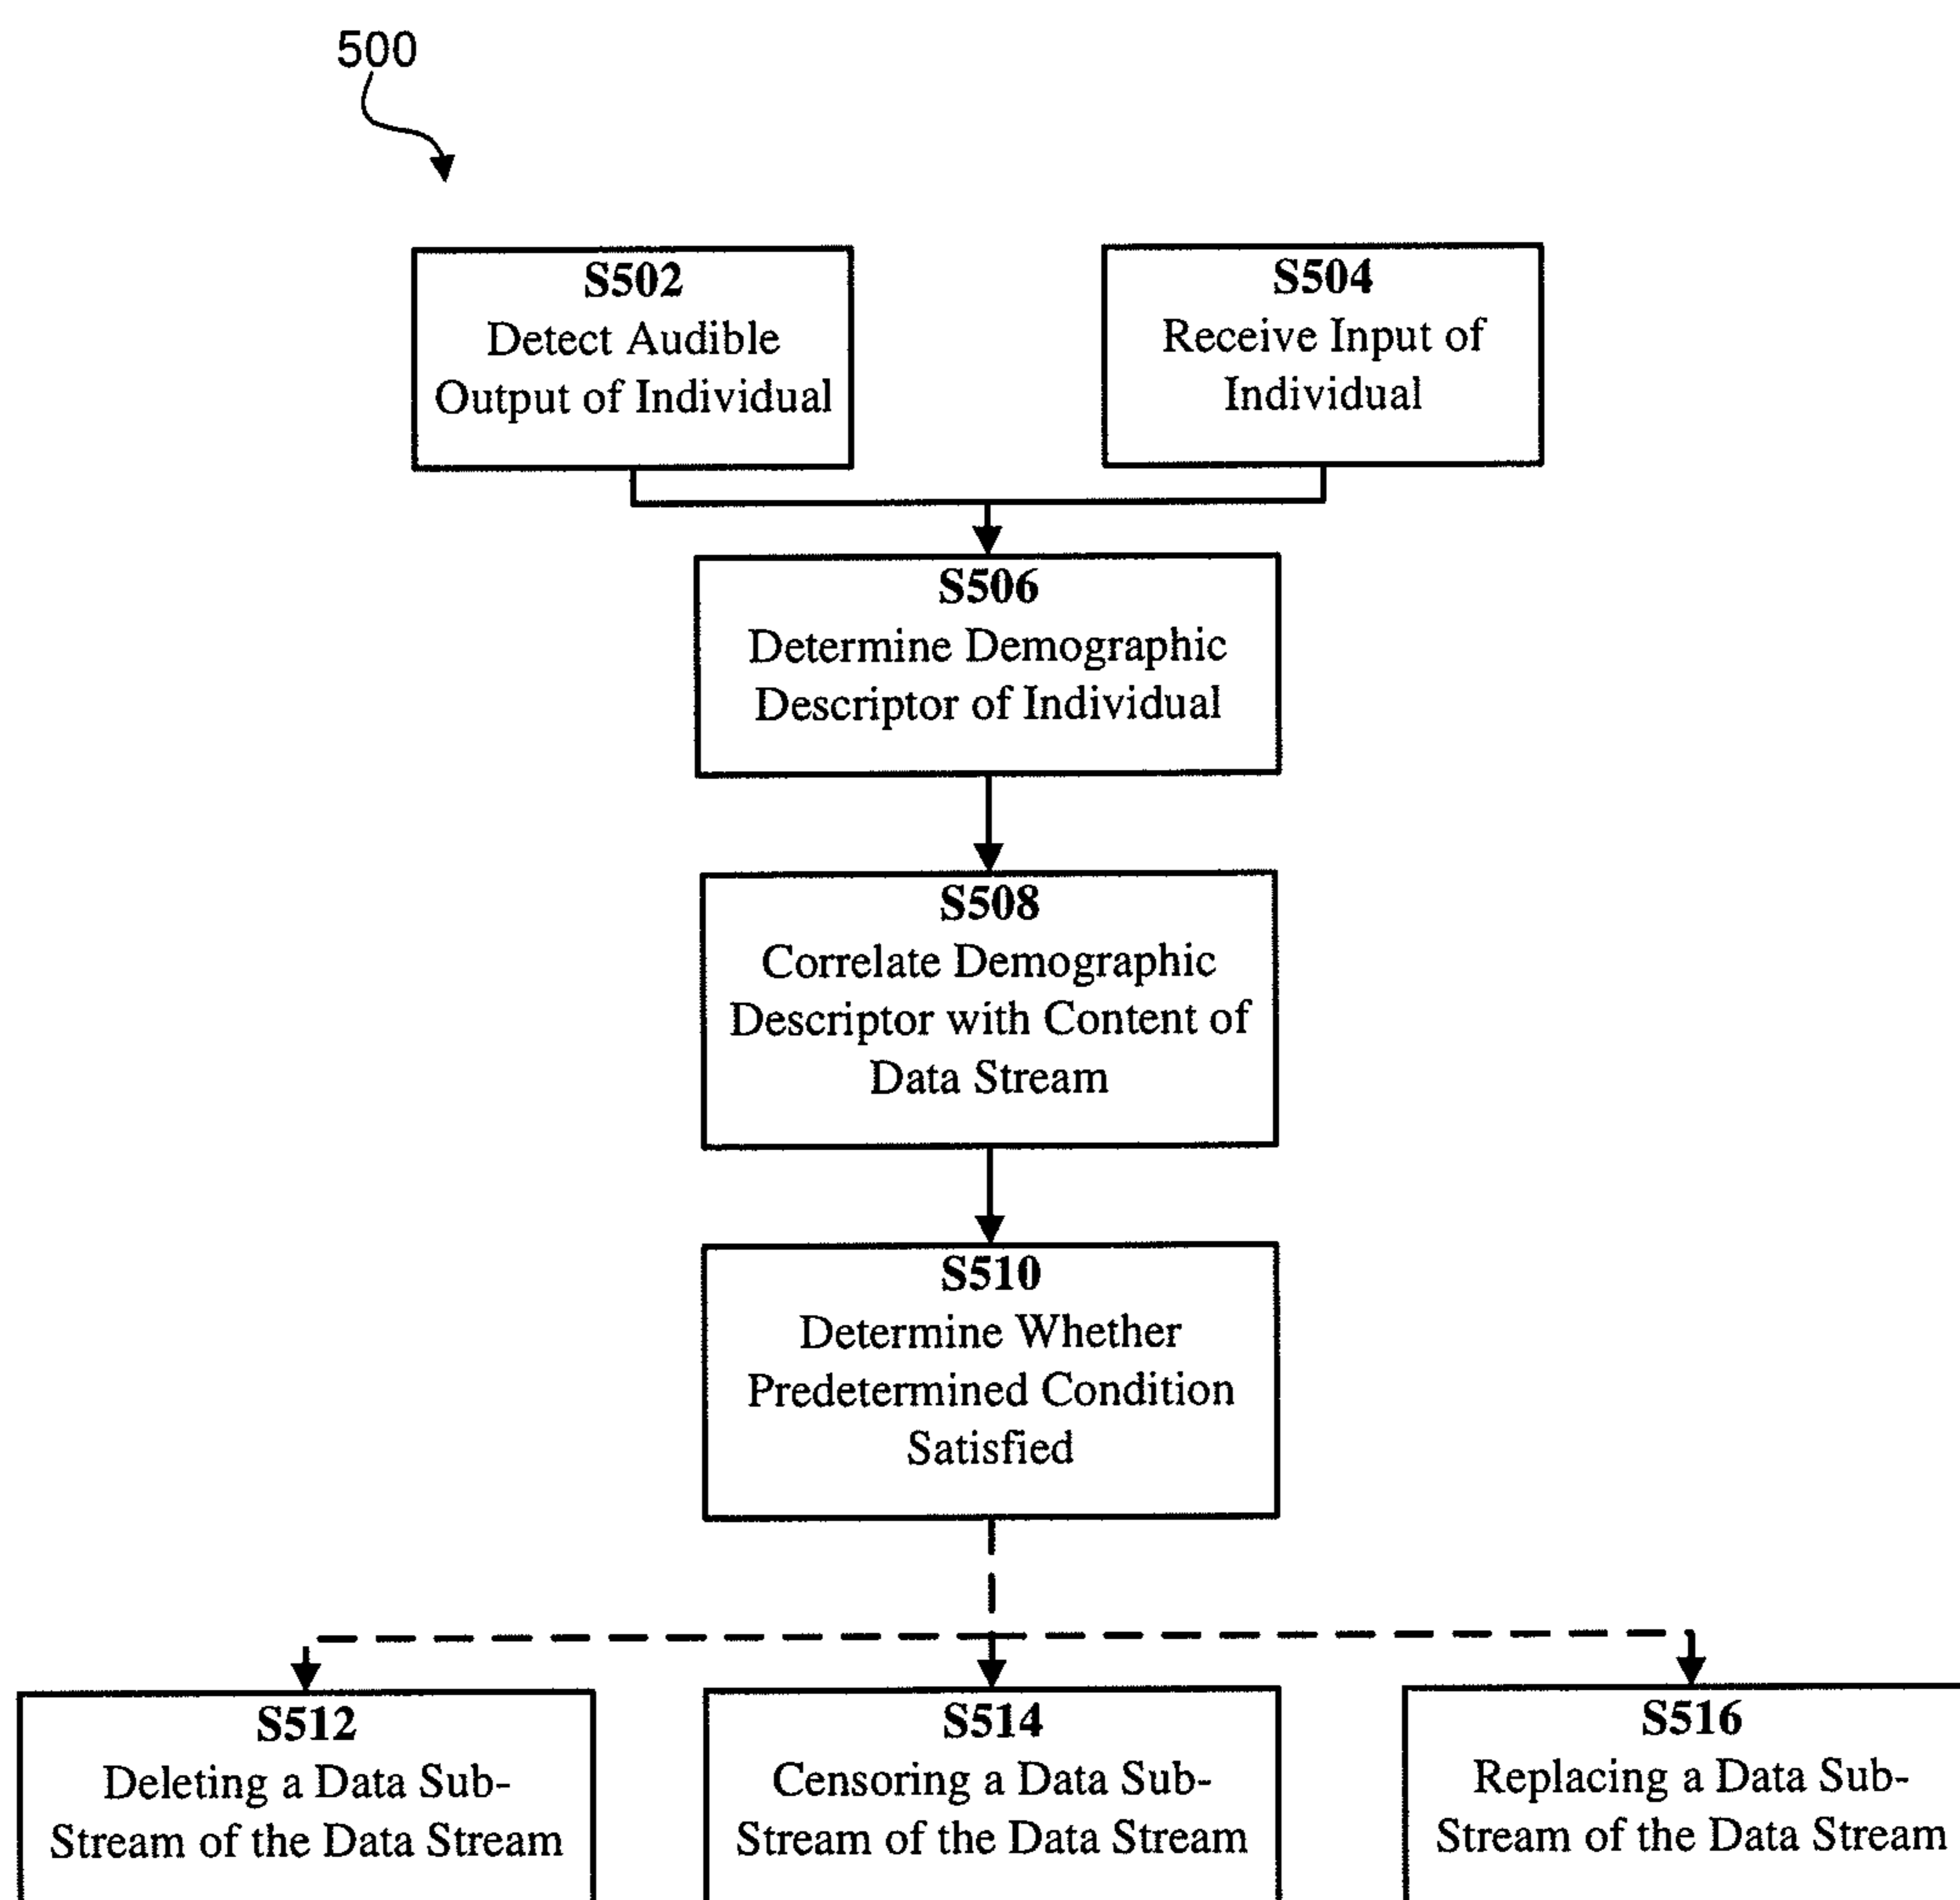 500
S502
Detect Audible
Output of Individual
S504
Receive Input of
Individual
S506
Determine Demographic
Descriptor of Individual
S508
Correlate Demographic
Descriptor with Content of
Data Stream
S510
Determine Whether
Predetermined Condition
Satisfied
S512
Deleting a Data Sub-
Stream of the Data Stream
S514
Censoring a Data Sub-
Stream of the Data Stream
S516
Replacing a Data Sub-
Stream of the Data Stream